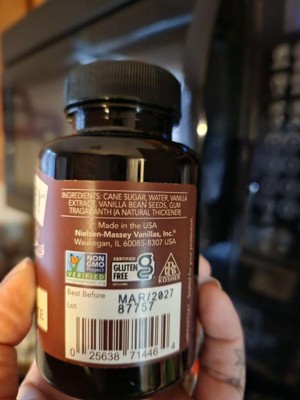 INGREDIENTS: CANE SUGAR, WATER, VANILLA
EXTRACT, VANILLA BEAN SEEDS, GUM
TRAGACANTH (A NATURAL THICKENER)
Made in the USA
Nielsen-Massey Vanillas, Inc.®
Waukegan, IL 60085-8307 USA
NON
GMO
Project
VERIFIED
CERTIFIED
GLUTEN
FREE
KOSHER
Best Before MAR/2027
Lot 87757
0 25638 71446 4